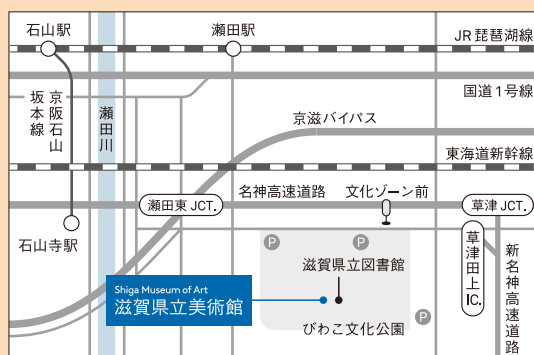 石山駅
瀬田駅
JR琵琶湖線
国道1号線
京阪石山
坂本線
瀬田川
京滋バイパス
東海道新幹線
瀬田東 JCT.
名神高速道路
文化ゾーン前
草津 JCT.
石山寺駅
P
P
滋賀県立図書館
草津田上IC.
新名神高速道路
Shiga Museum of Art
滋賀県立美術館
P
びわこ文化公園